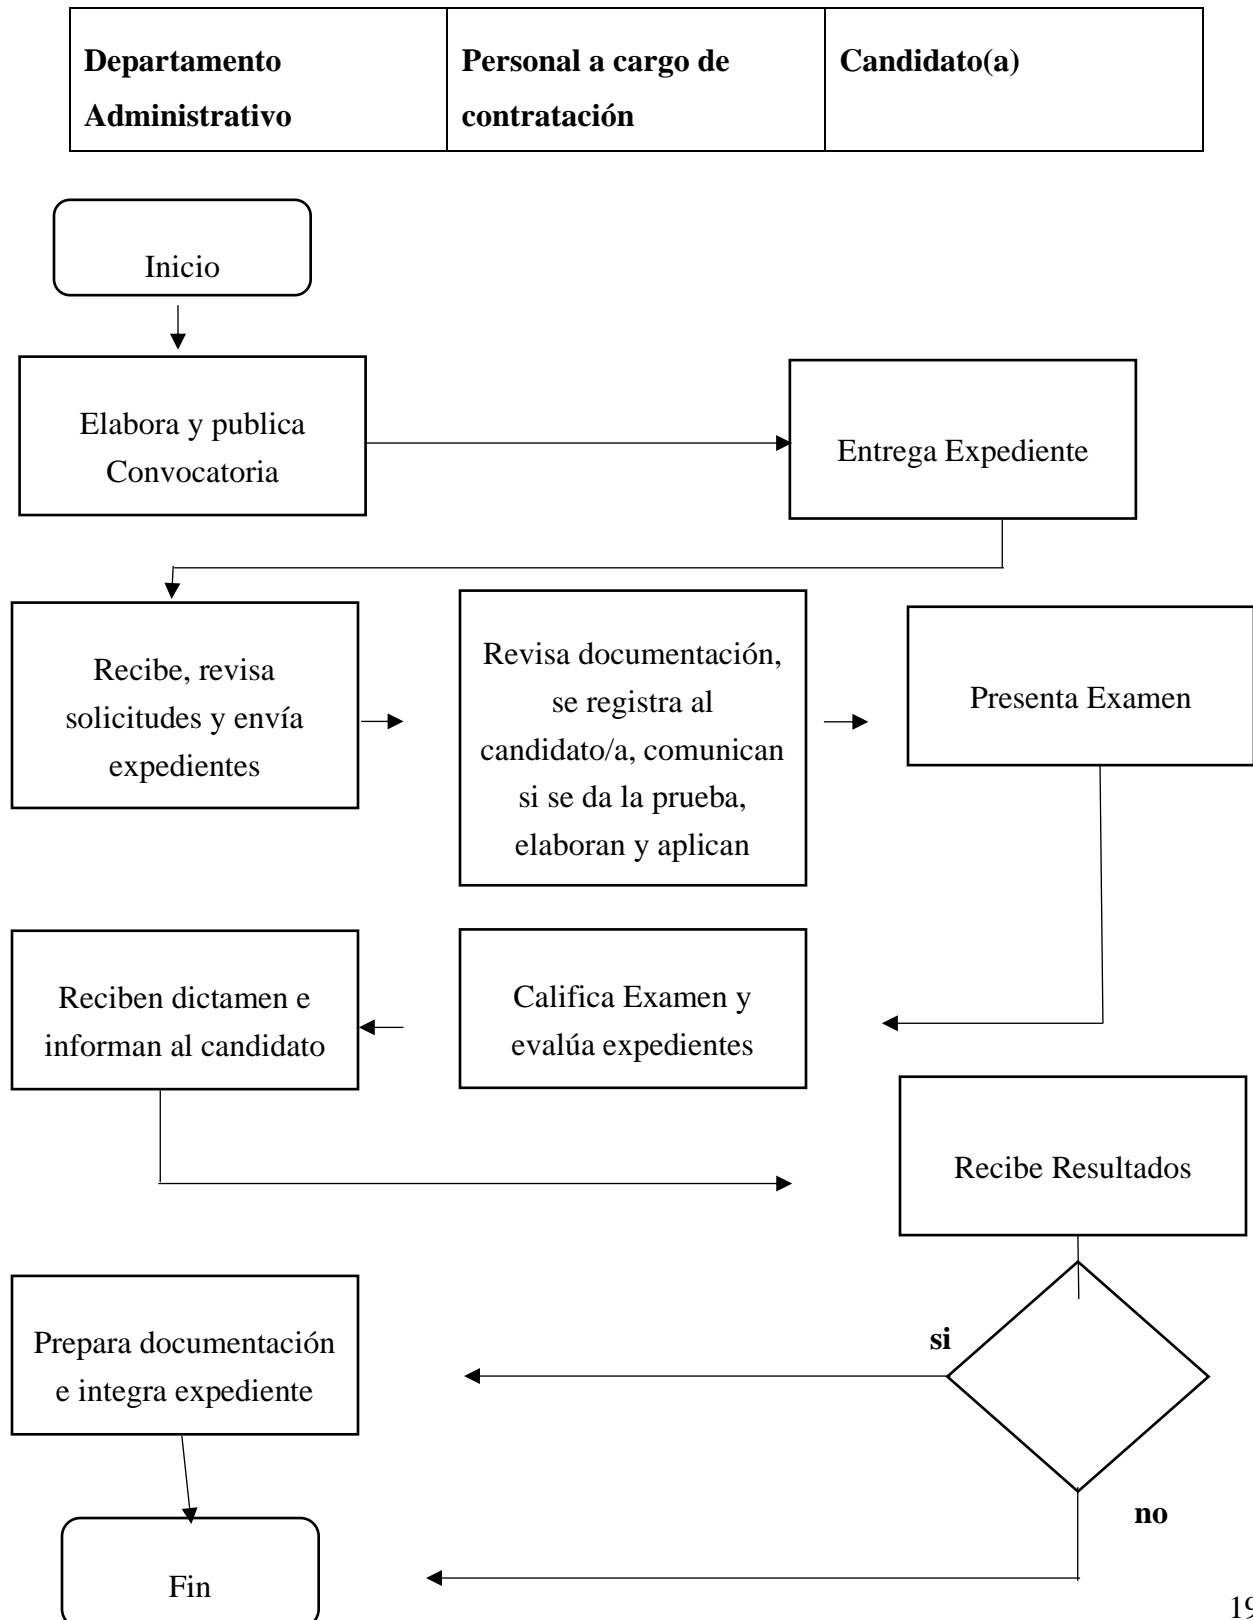 Departamento
Administrativo
Personal a cargo de
contratación
Candidato(a)
Inicio
Elabora y publica
Convocatoria
Entrega Expediente
Recibe, revisa
solicitudes y envía
expedientes
Revisa documentación,
se registra al
candidato/a, comunican
si se da la prueba,
elaboran y aplican
Presenta Examen
Reciben dictamen e
informan al candidato
Califica Examen y
evalúa expedientes
Recibe Resultados
Prepara documentación
e integra expediente
si
no
Fin
19